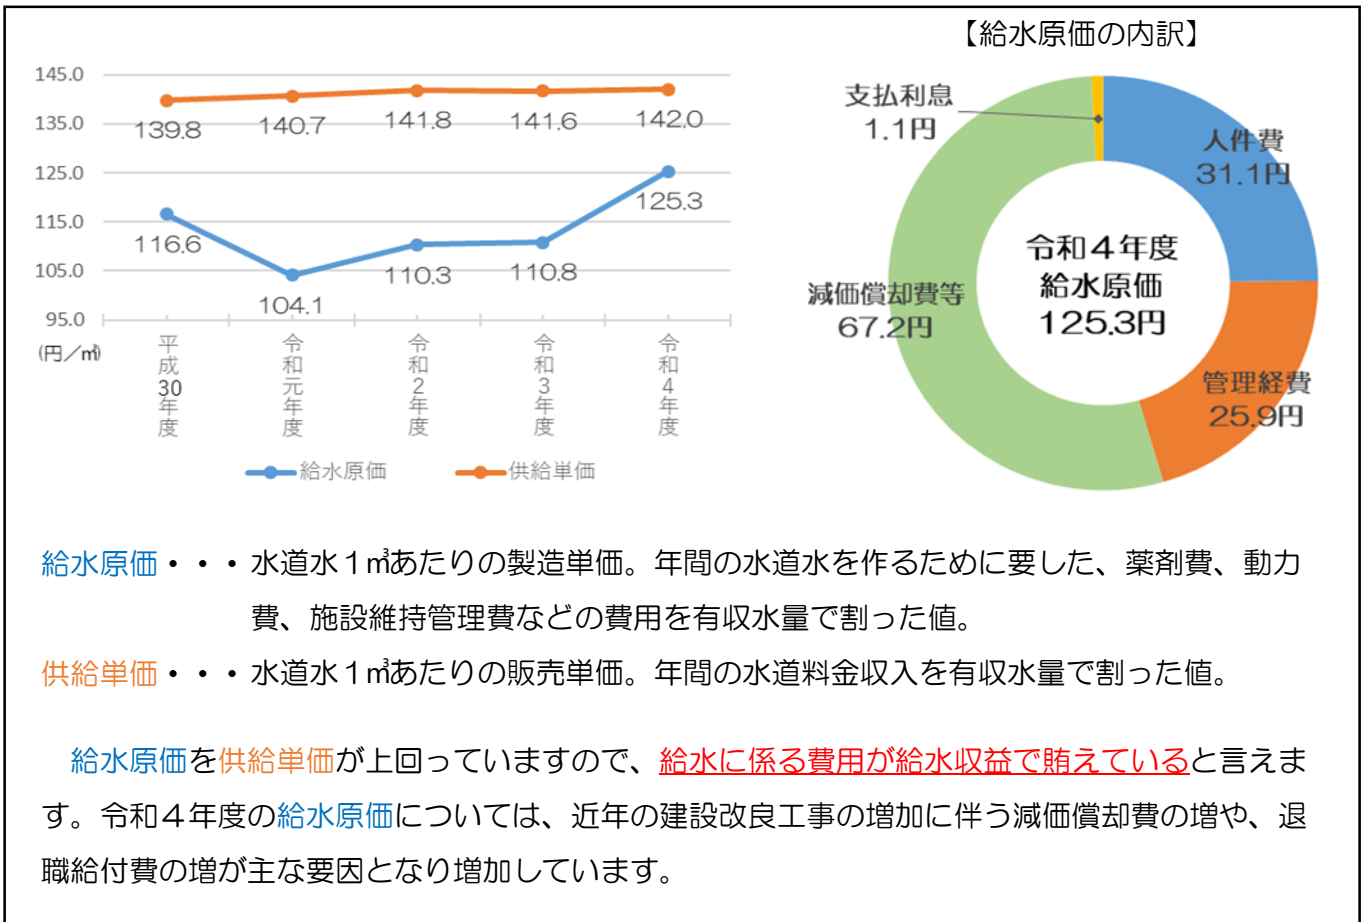 145.0
135.0
125.0
115.0
105.0
95.0
(円／㎥)
139.8
140.7
141.8
141.6
142.0
116.6
104.1
110.3
110.8
125.3
平成30年度
令和元年度
令和2年度
令和3年度
令和4年度
給水原価
供給単価
【給水原価の内訳】
支払利息
1.1円
人件費
31.1円
減価償却費等
67.2円
令和４年度
給水原価
125.3円
管理経費
25.9円
給水原価・・・ 水道水１㎥あたりの製造単価。年間の水道水を作るために要した、薬剤費、動力
費、施設維持管理費などの費用を有収水量で割った値。
供給単価・・・ 水道水１㎥あたりの販売単価。年間の水道料金収入を有収水量で割った値。
給水原価を供給単価が上回っていますので、給水に係る費用が給水収益で賄えていると言えま
す。令和４年度の給水原価については、近年の建設改良工事の増加に伴う減価償却費の増や、退
職給付費の増が主な要因となり増加しています。